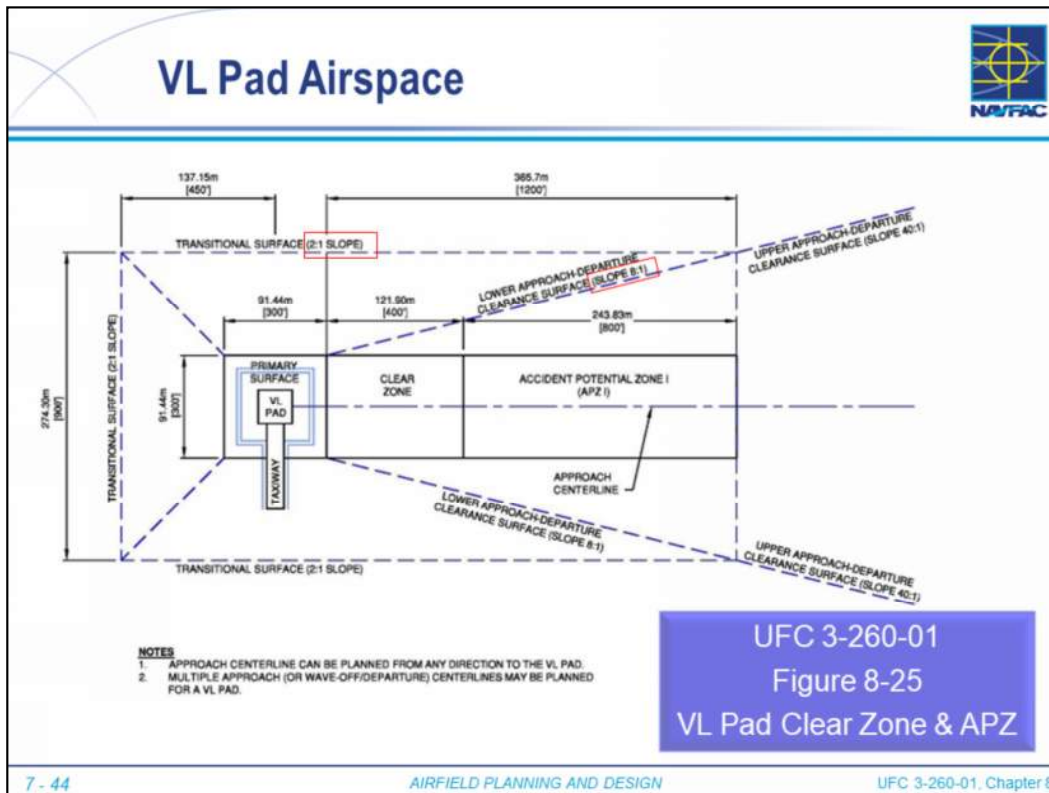 VL Pad Airspace
NAVFAC
137.15m
[450']
365.7m
[1200']
TRANSITIONAL SURFACE (2:1 SLOPE)
LOWER APPROACH-DEPARTURE
CLEARANCE SURFACE (SLOPE 8:1)
UPPER APPROACH-DEPARTURE
CLEARANCE SURFACE (SLOPE 40:1)
91.44m
[300']
121.90m
[400']
243.83m
[800']
274.30m
[900']
TRANSITIONAL SURFACE (2:1 SLOPE)
91.44m
[300']
PRIMARY
SURFACE
VL
PAD
TAXIWAY
CLEAR
ZONE
ACCIDENT POTENTIAL ZONE I
(APZ I)
APPROACH
CENTERLINE
LOWER APPROACH-DEPARTURE
CLEARANCE SURFACE (SLOPE 8:1)
UPPER APPROACH-DEPARTURE
CLEARANCE SURFACE (SLOPE 40:1)
TRANSITIONAL SURFACE (2:1 SLOPE)
NOTES
1. APPROACH CENTERLINE CAN BE PLANNED FROM ANY DIRECTION TO THE VL PAD.
2. MULTIPLE APPROACH (OR WAVE-OFF/DEPARTURE) CENTERLINES MAY BE PLANNED
FOR A VL PAD.
UFC 3-260-01
Figure 8-25
VL Pad Clear Zone & APZ
7 - 44
AIRFIELD PLANNING AND DESIGN
UFC 3-260-01, Chapter 8